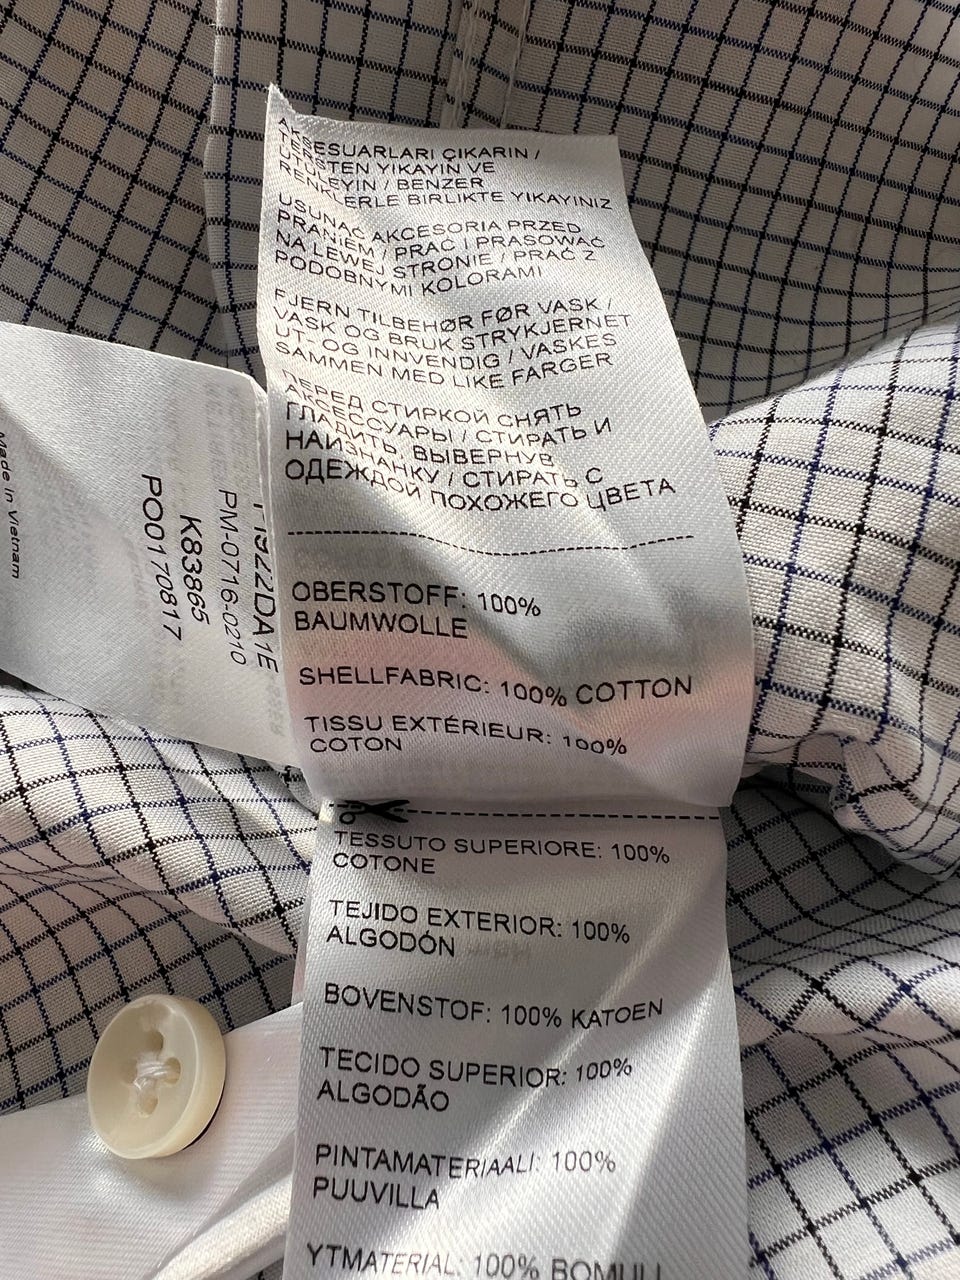 AKSESUARLARI ÇIKARIN /
TERSTEN YIKAYIN VE
/ BENZER
BIRLIKTE YIKAYINIZ
USUNĄĆ AKCESORIA PRZED
PRANIEM / PRAĆ I PRASOWAĆ
NA LEWEJ STRONIE / PRAĆ Z
PODOBNYMI KOLORAMI
FJERN TILBEHØR FØR VASK /
VASK OG BRUK STRYKJERNET
UT- OG INNVENDIG / VASKES
SAMMEN MED LIKE FARGER
ПЕРЕД СТИРКОЙ СНЯТЬ
АКСЕССУАРЫ / СТИРАТЬ И
ГЛАДИТЬ, ВЫВЕРНУВ
НАИЗНАНКУ / СТИРАТЬ С
ОДЕЖДОЙ ПОХОЖЕГО ЦВЕТА
OBERSTOFF: 100%
BAUMWOLLE
SHELLFABRIC: 100% COTTON
TISSU EXTÉRIEUR: 100%
COTON
TESSUTO SUPERIORE: 100%
COTONE
TEJIDO EXTERIOR: 100%
ALGODÓN
BOVENSTOF: 100% KATOEN
TECIDO SUPERIOR: 100%
ALGODÃO
PINTAMATERIAALI: 100%
PUUVILLA
YTMATERIAL: 100% BOMULL
PM-0716-0210
K83865
PO0170817
Made in Vietnam